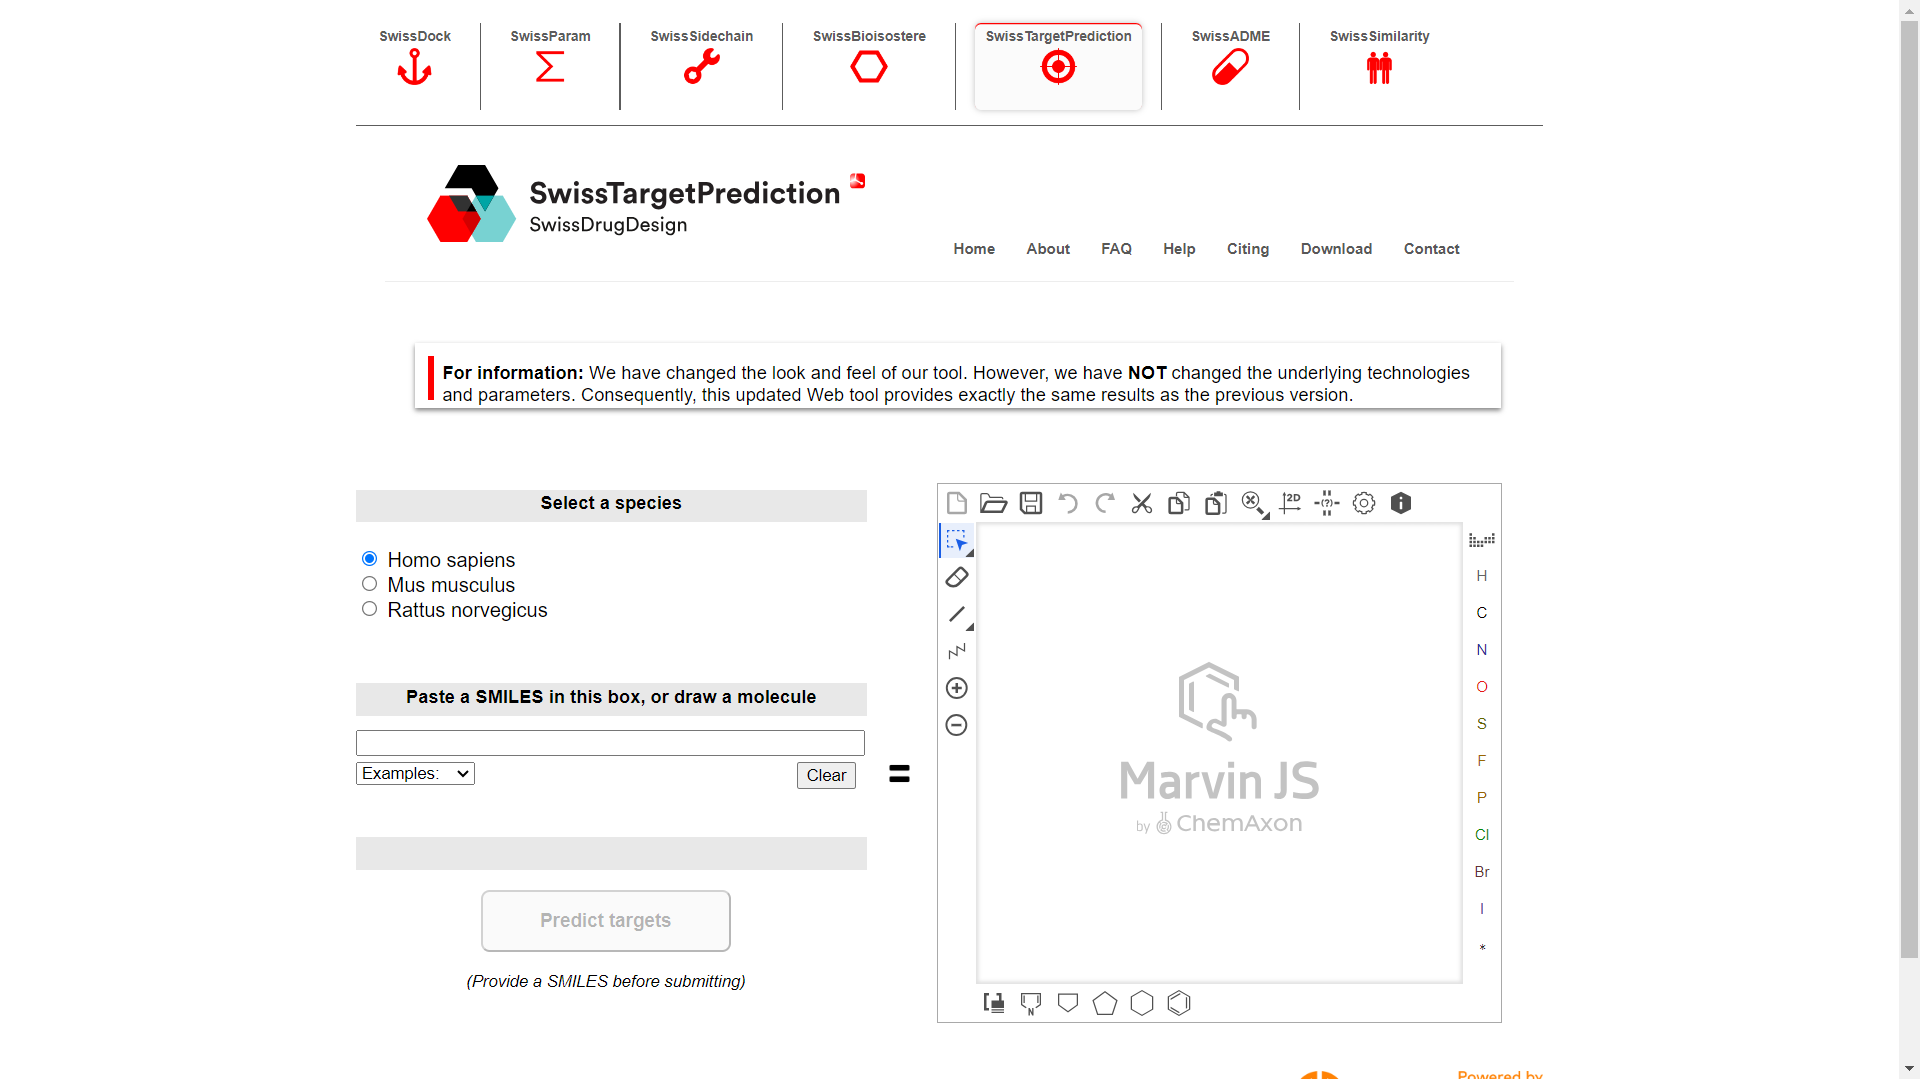 SwissDock
SwissParam
SwissSidechain
SwissBioisostere
SwissTargetPrediction
SwissADME
SwissSimilarity
SwissTargetPrediction
SwissDrugDesign
Home
About
FAQ
Help
Citing
Download
Contact
For information: We have changed the look and feel of our tool. However, we have NOT changed the underlying technologies
and parameters. Consequently, this updated Web tool provides exactly the same results as the previous version.
Select a species
Homo sapiens
Mus musculus
Rattus norvegicus
Paste a SMILES in this box, or draw a molecule
Examples:
Clear
=
Predict targets
(Provide a SMILES before submitting)
2D
(?)
i
H
C
N
O
S
F
P
Cl
Br
I
*
Marvin JS
by ChemAxon
N
Powered by